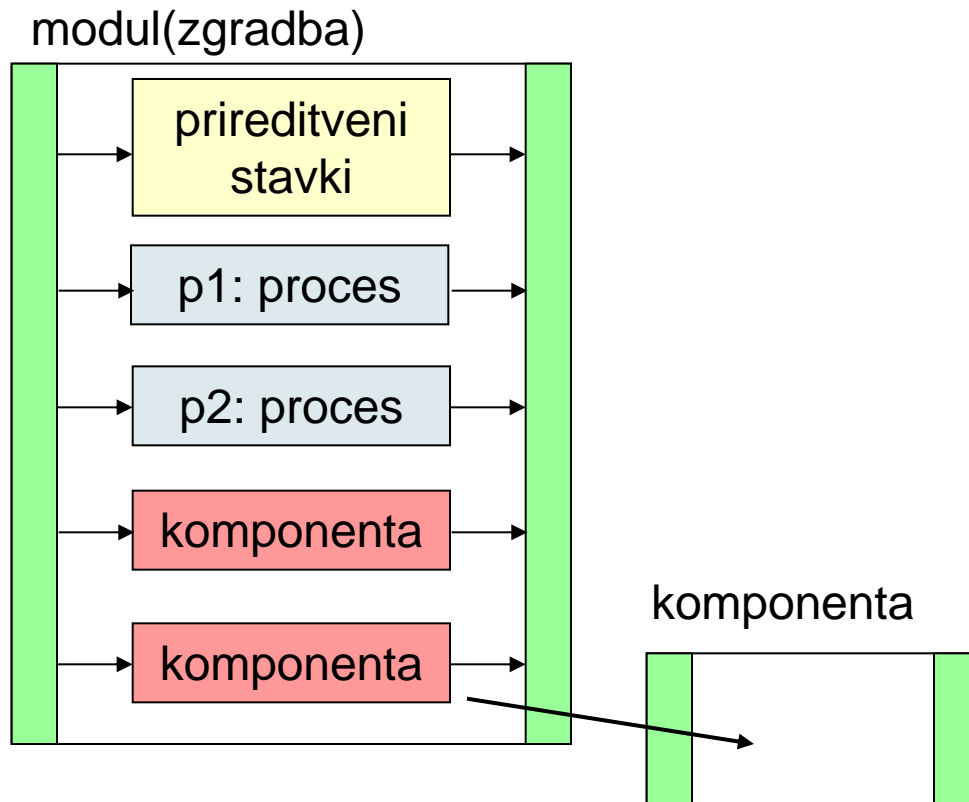 modul(zgradba)
prireditveni
stavki
p1: proces
p2: proces
komponenta
komponenta
komponenta